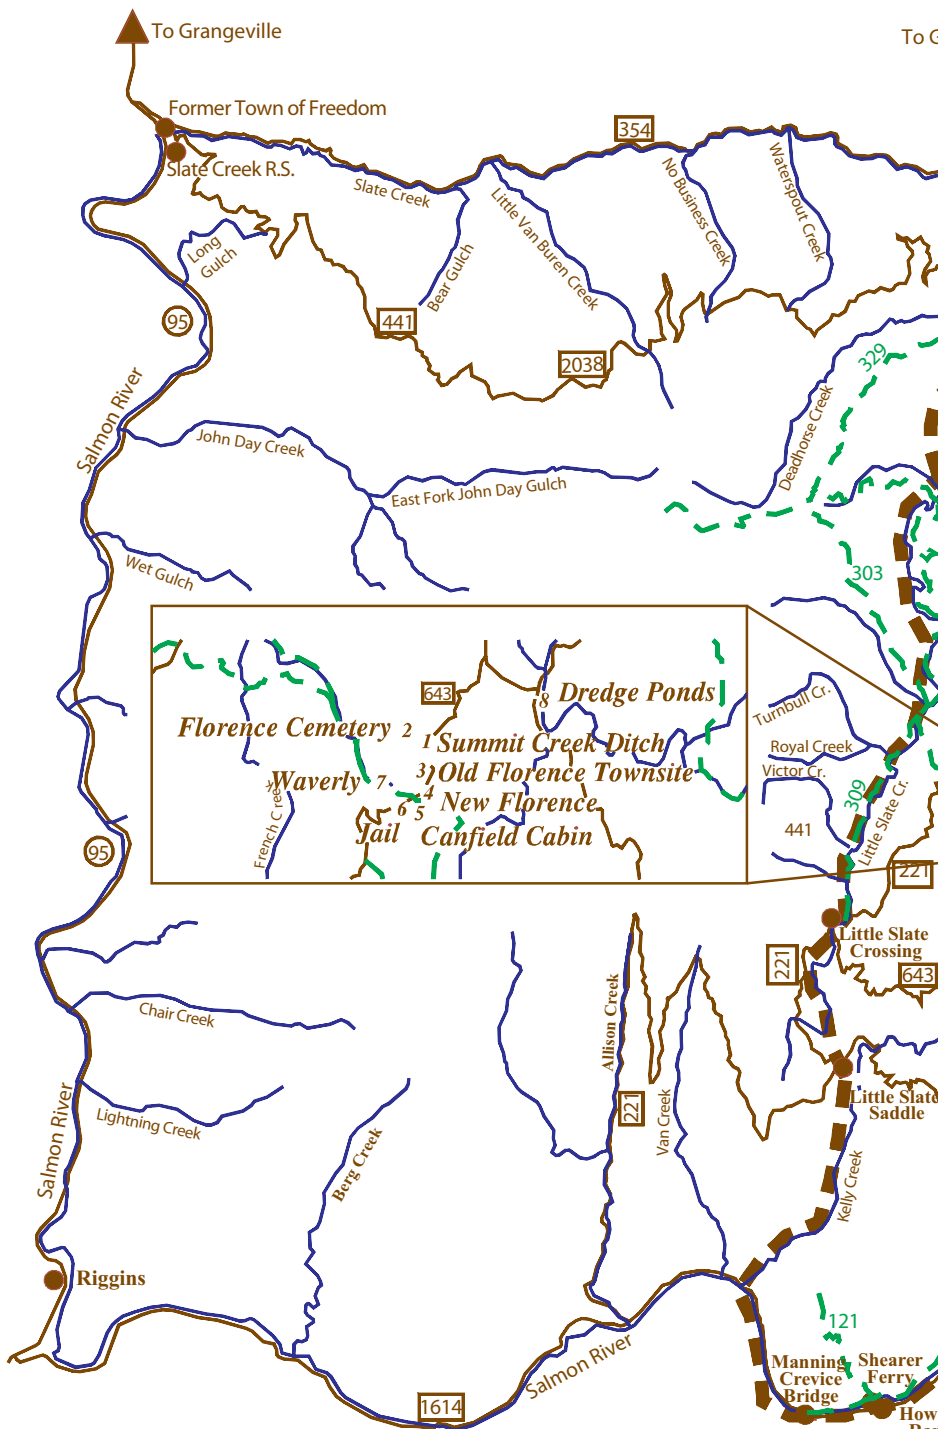 To Grangeville
To G
Former Town of Freedom
354
Slate Creek R.S.
Slate Creek
Little Van Buren Creek
No Business Creek
Waterspout Creek
Long
Gulch
Bear Gulch
95
441
2038
329
Salmon River
John Day Creek
Deadhorse Creek
East Fork John Day Gulch
Wet Gulch
303
643
8 Dredge Ponds
Florence Cemetery 2
1 Summit Creek Ditch
3 Old Florence Townsite
Waverly 7
4 New Florence
6 5
Jail Canfield Cabin
French Creek
Turnbull Cr.
Royal Creek
Victor Cr.
309
441
Little Slate Cr.
95
221
Little Slate
Crossing
221
643
Allison Creek
Chair Creek
Little Slate
Saddle
221
Van Creek
Lightning Creek
Salmon River
Berg Creek
Kelly Creek
Riggins
121
Salmon River
Manning
Crevice
Bridge
Shearer
Ferry
1614
How